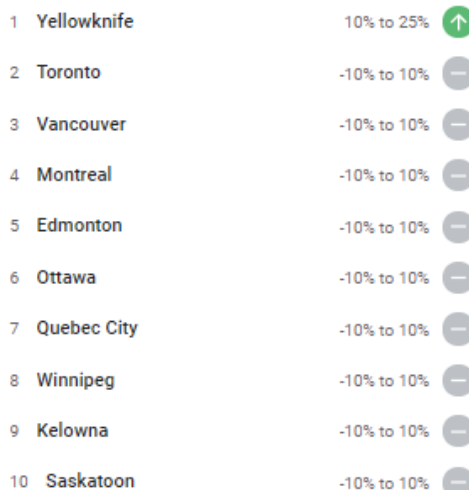 1 Yellowknife 10% to 25%
2 Toronto -10% to 10%
3 Vancouver -10% to 10%
4 Montreal -10% to 10%
5 Edmonton -10% to 10%
6 Ottawa -10% to 10%
7 Quebec City -10% to 10%
8 Winnipeg -10% to 10%
9 Kelowna -10% to 10%
10 Saskatoon -10% to 10%